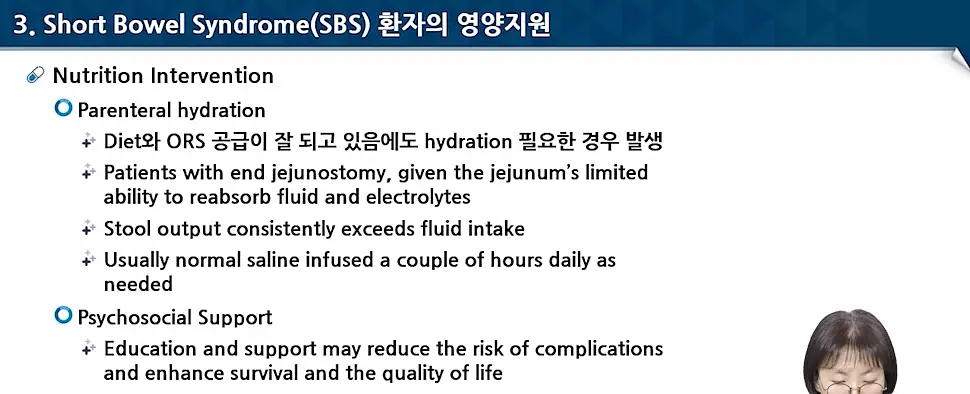 3. Short Bowel Syndrome(SBS) 환자의 영양지원
Nutrition Intervention
Parenteral hydration
Diet와 ORS 공급이 잘 되고 있음에도 hydration 필요한 경우 발생
Patients with end jejunostomy, given the jejunum's limited
ability to reabsorb fluid and electrolytes
Stool output consistently exceeds fluid intake
Usually normal saline infused a couple of hours daily as
needed
Psychosocial Support
Education and support may reduce the risk of complications
and enhance survival and the quality of life